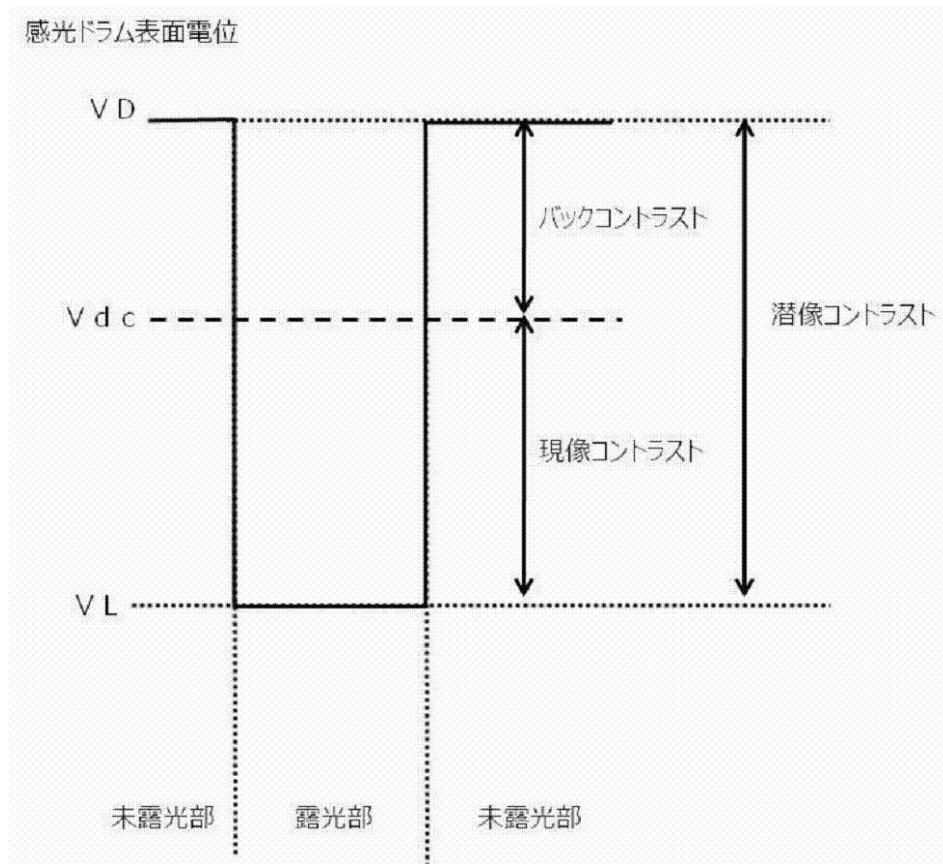 感光ドラム表面電位
VD
バックコントラスト
Vdc
潜像コントラスト
現像コントラスト
VL
未露光部 露光部 未露光部